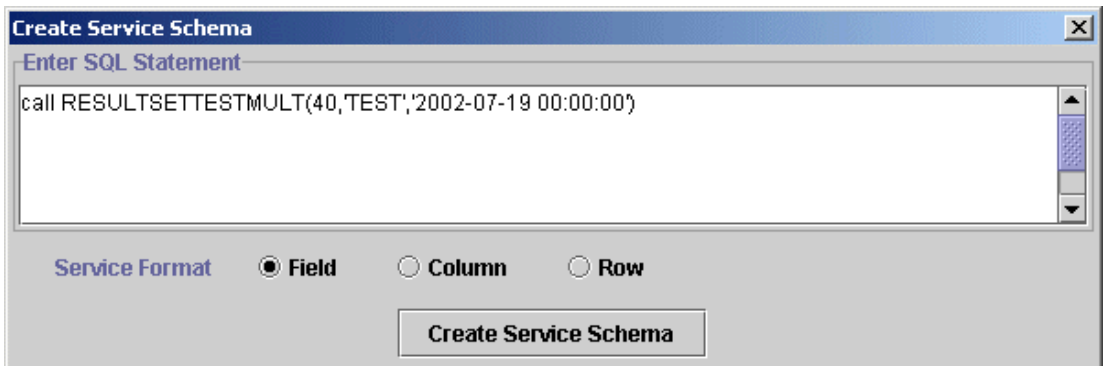 Create Service Schema
Enter SQL Statement
call RESULTSETTESTMULT(40,'TEST','2002-07-19 00:00:00')
Service Format Field Column Row
Create Service Schema